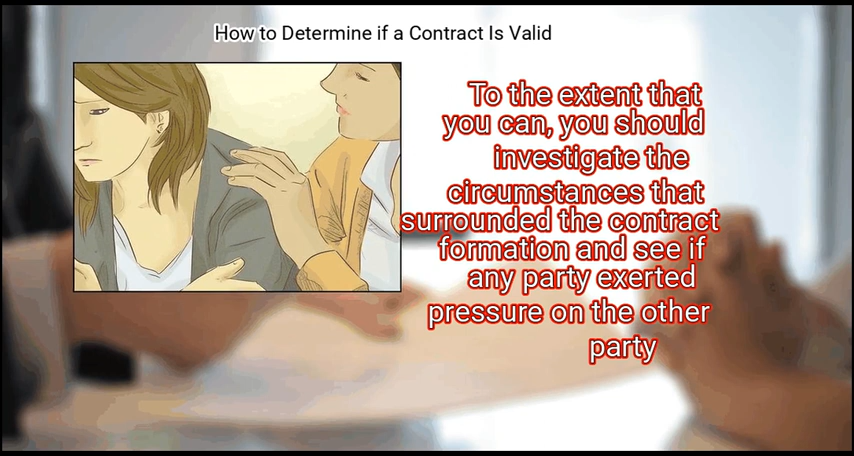 How to Determine if a Contract Is Valid
To the extent that
you can, you should
investigate the
circumstances that
surrounded the contract
formation and see if
any party exerted
pressure on the other
party